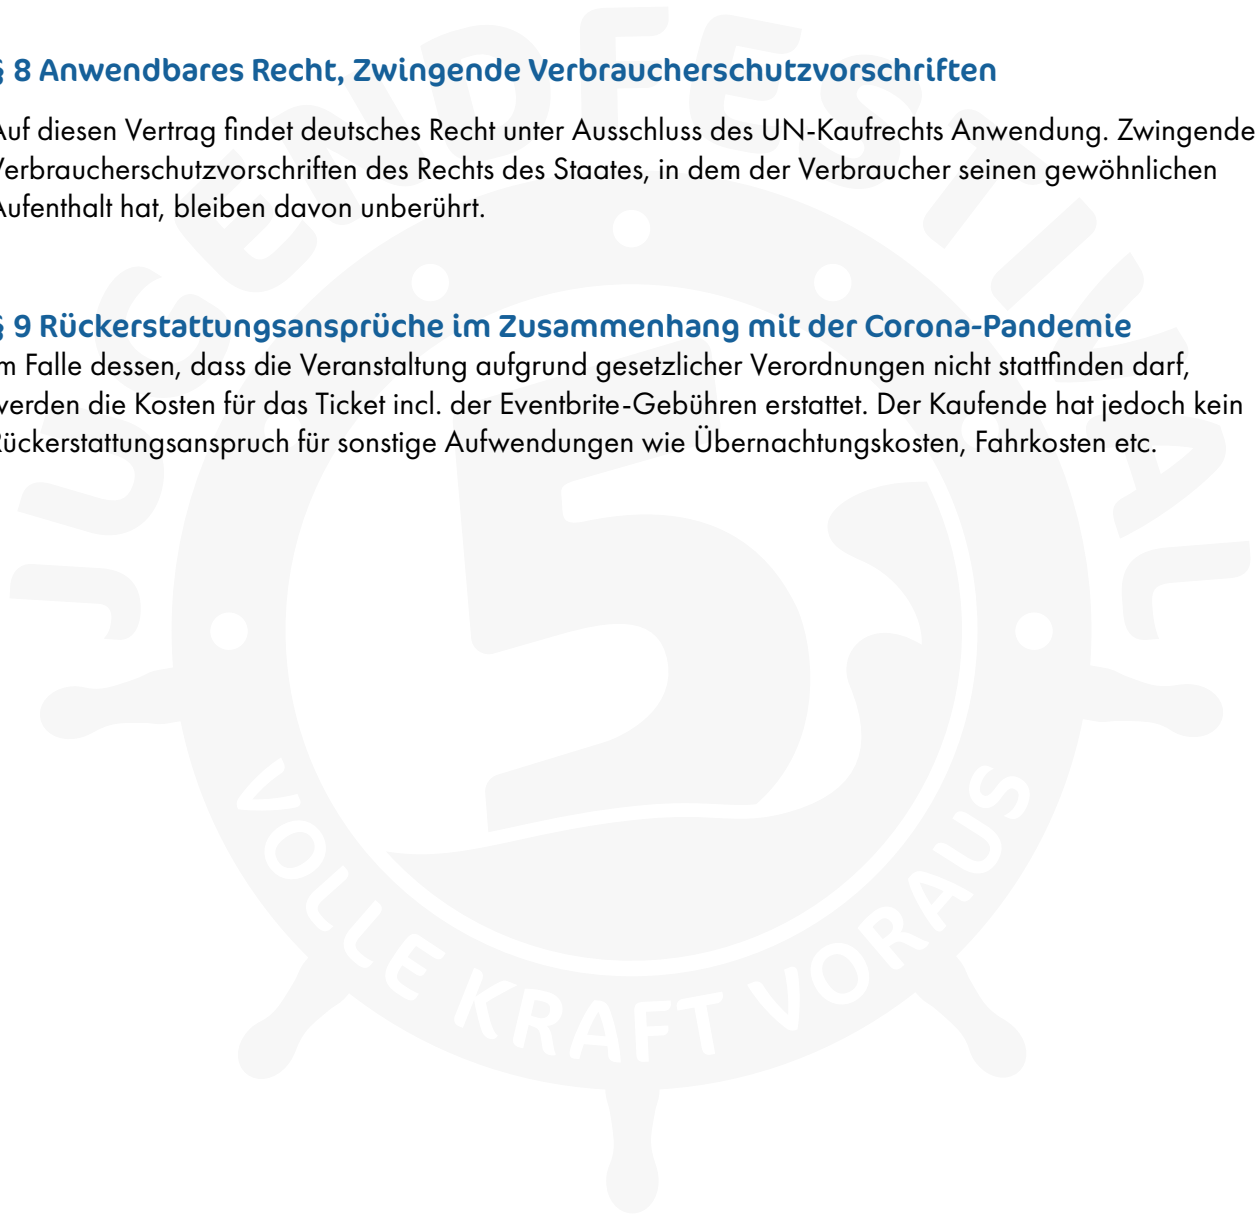 § 8 Anwendbares Recht, Zwingende Verbraucherschutzvorschriften
Auf diesen Vertrag findet deutsches Recht unter Ausschluss des UN-Kaufrechts Anwendung. Zwingende
Verbraucherschutzvorschriften des Rechts des Staates, in dem der Verbraucher seinen gewöhnlichen
Aufenthalt hat, bleiben davon unberührt.
§ 9 Rückerstattungsansprüche im Zusammenhang mit der Corona-Pandemie
Im Falle dessen, dass die Veranstaltung aufgrund gesetzlicher Verordnungen nicht stattfinden darf,
werden die Kosten für das Ticket incl. der Eventbrite-Gebühren erstattet. Der Kaufende hat jedoch kein
Rückerstattungsanspruch für sonstige Aufwendungen wie Übernachtungskosten, Fahrkosten etc.
JUGENDFESTIVAL
5
VOLLE KRAFT VORAUS